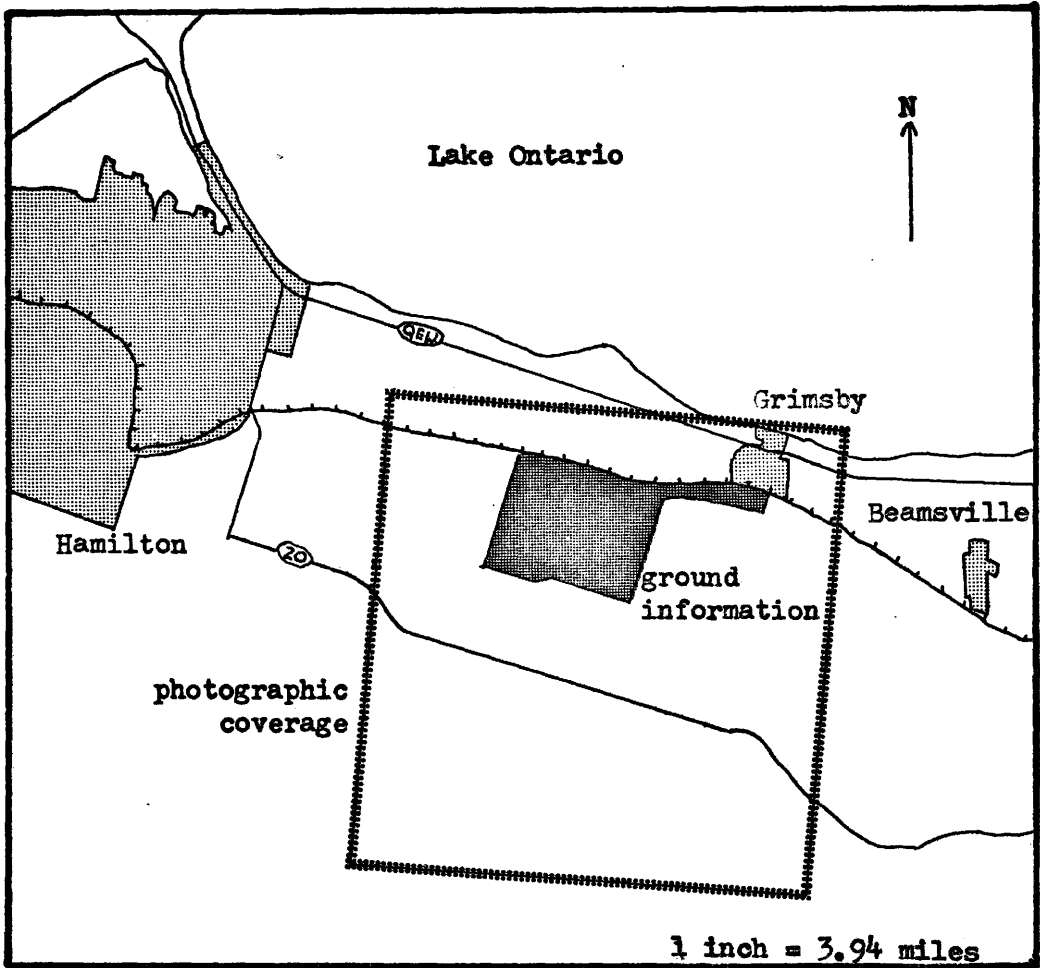 N
Lake Ontario
QEW
Grimsby
Beamsville
Hamilton
20
ground
information
photographic
coverage
1 inch = 3.94 miles